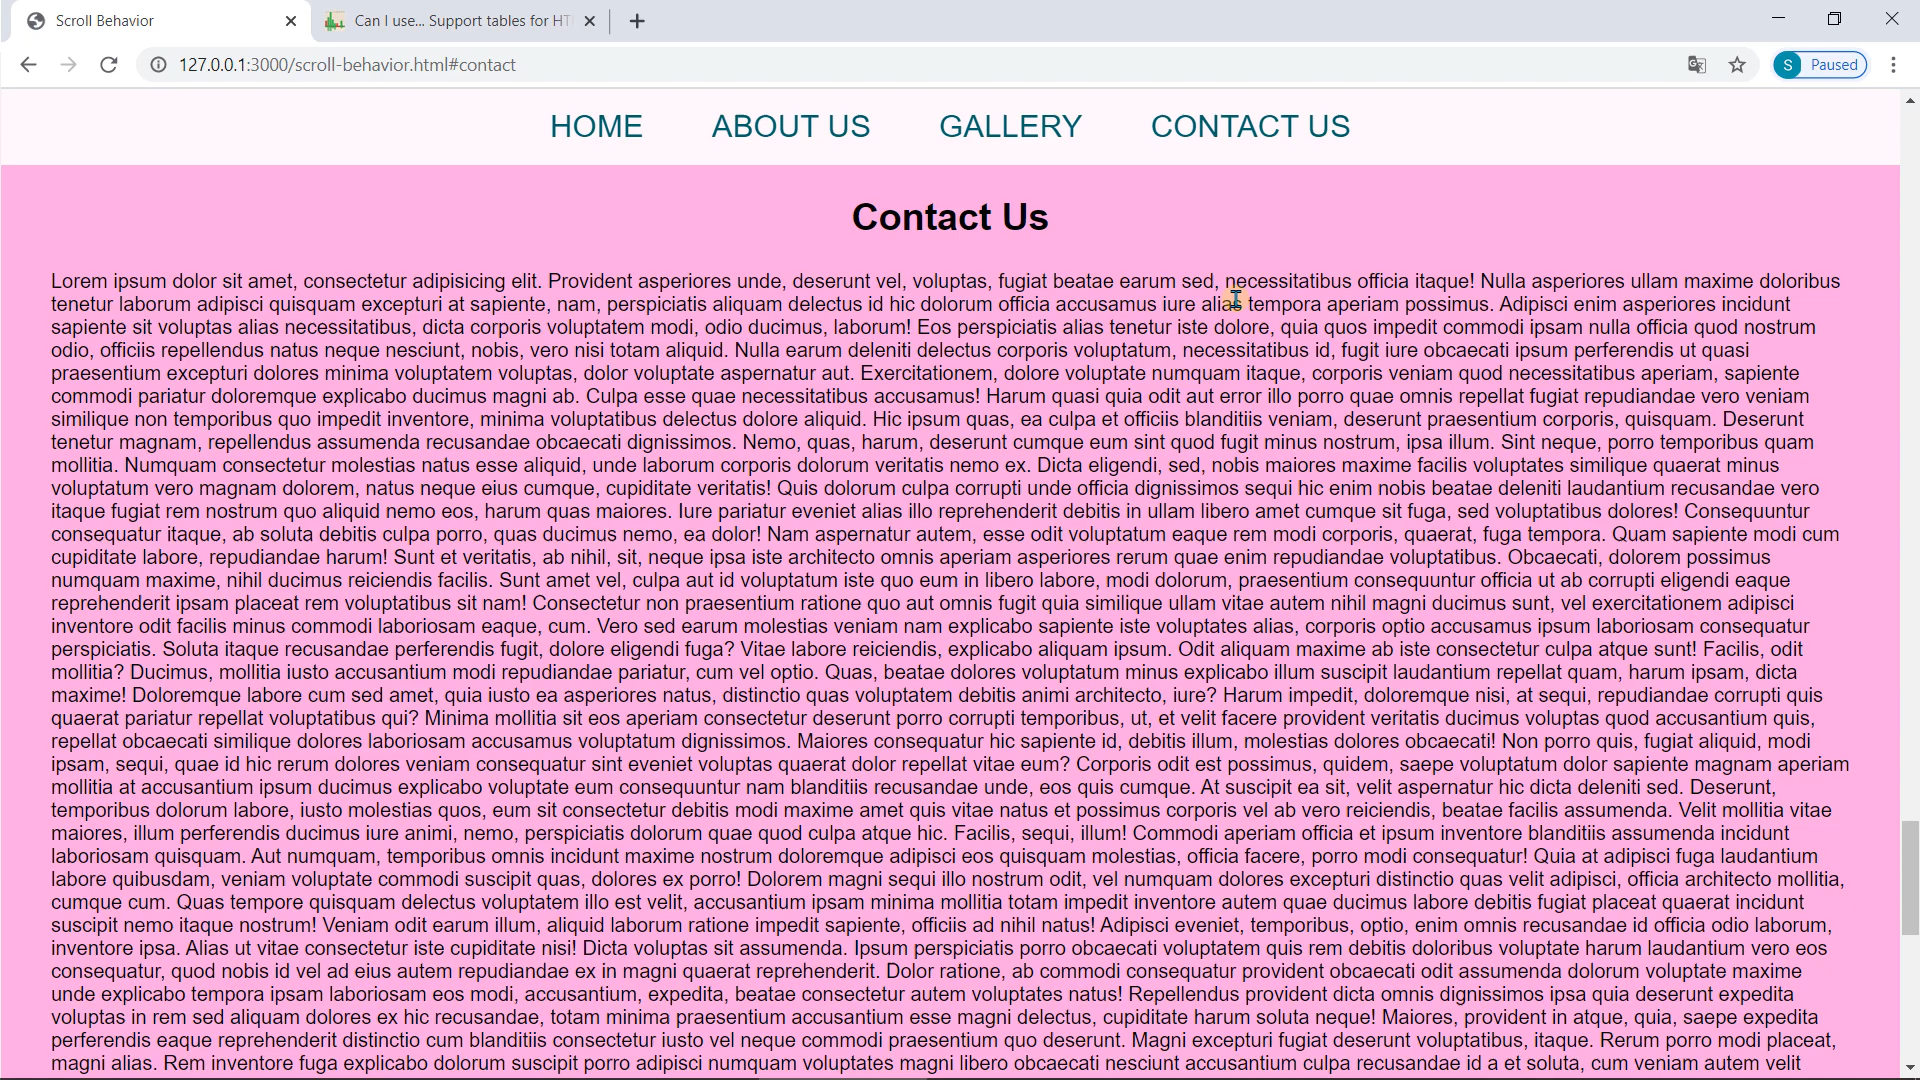 Scroll Behavior
Can I use... Support tables for HT
127.0.0.1:3000/scroll-behavior.html#contact
S
Paused
HOME
ABOUT US
GALLERY
CONTACT US
Contact Us
Lorem ipsum dolor sit amet, consectetur adipisicing elit. Provident asperiores unde, deserunt vel, voluptas, fugiat beatae earum sed, necessitatibus officia itaque! Nulla asperiores ullam maxime doloribus
tenetur laborum adipisci quisquam excepturi at sapiente, nam, perspiciatis aliquam delectus id hic dolorum officia accusamus iure alias tempora aperiam possimus. Adipisci enim asperiores incidunt
sapiente sit voluptas alias necessitatibus, dicta corporis voluptatem modi, odio ducimus, laborum! Eos perspiciatis alias tenetur iste dolore, quia quos impedit commodi ipsam nulla officia quod nostrum
odio, officiis repellendus natus neque nesciunt, nobis, vero nisi totam aliquid. Nulla earum deleniti delectus corporis voluptatum, necessitatibus id, fugit iure obcaecati ipsum perferendis ut quasi
praesentium excepturi dolores minima voluptatem voluptas, dolor voluptate aspernatur aut. Exercitationem, dolore voluptate numquam itaque, corporis veniam quod necessitatibus aperiam, sapiente
commodi pariatur doloremque explicabo ducimus magni ab. Culpa esse quae necessitatibus accusamus! Harum quasi quia odit aut error illo porro quae omnis repellat fugiat repudiandae vero veniam
similique non temporibus quo impedit inventore, minima voluptatibus delectus dolore aliquid. Hic ipsum quas, ea culpa et officiis blanditiis veniam, deserunt praesentium corporis, quisquam. Deserunt
tenetur magnam, repellendus assumenda recusandae obcaecati dignissimos. Nemo, quas, harum, deserunt cumque eum sint quod fugit minus nostrum, ipsa illum. Sint neque, porro temporibus quam
mollitia. Numquam consectetur molestias natus esse aliquid, unde laborum corporis dolorum veritatis nemo ex. Dicta eligendi, sed, nobis maiores maxime facilis voluptates similique quaerat minus
voluptatum vero magnam dolorem, natus neque eius cumque, cupiditate veritatis! Quis dolorum culpa corrupti unde officia dignissimos sequi hic enim nobis beatae deleniti laudantium recusandae vero
itaque fugiat rem nostrum quo aliquid nemo eos, harum quas maiores. Iure pariatur eveniet alias illo reprehenderit debitis in ullam libero amet cumque sit fuga, sed voluptatibus dolores! Consequuntur
consequatur itaque, ab soluta debitis culpa porro, quas ducimus nemo, ea dolor! Nam aspernatur autem, esse odit voluptatum eaque rem modi corporis, quaerat, fuga tempora. Quam sapiente modi cum
cupiditate labore, repudiandae harum! Sunt et veritatis, ab nihil, sit, neque ipsa iste architecto omnis aperiam asperiores rerum quae enim repudiandae voluptatibus. Obcaecati, dolorem possimus
numquam maxime, nihil ducimus reiciendis facilis. Sunt amet vel, culpa aut id voluptatum iste quo eum in libero labore, modi dolorum, praesentium consequuntur officia ut ab corrupti eligendi eaque
reprehenderit ipsam placeat rem voluptatibus sit nam! Consectetur non praesentium ratione quo aut omnis fugit quia similique ullam vitae autem nihil magni ducimus sunt, vel exercitationem adipisci
inventore odit facilis minus commodi laboriosam eaque, cum. Vero sed earum molestias veniam nam explicabo sapiente iste voluptates alias, corporis optio accusamus ipsum laboriosam consequatur
perspiciatis. Soluta itaque recusandae perferendis fugit, dolore eligendi fuga? Vitae labore reiciendis, explicabo aliquam ipsum. Odit aliquam maxime ab iste consectetur culpa atque sunt! Facilis, odit
mollitia? Ducimus, mollitia iusto accusantium modi repudiandae pariatur, cum vel optio. Quas, beatae dolores voluptatum minus explicabo illum suscipit laudantium repellat quam, harum ipsam, dicta
maxime! Doloremque labore cum sed amet, quia iusto ea asperiores natus, distinctio quas voluptatem debitis animi architecto, iure? Harum impedit, doloremque nisi, at sequi, repudiandae corrupti quis
quaerat pariatur repellat voluptatibus qui? Minima mollitia sit eos aperiam consectetur deserunt porro corrupti temporibus, ut, et velit facere provident veritatis ducimus voluptas quod accusantium quis,
repellat obcaecati similique dolores laboriosam accusamus voluptatum dignissimos. Maiores consequatur hic sapiente id, debitis illum, molestias dolores obcaecati! Non porro quis, fugiat aliquid, modi
ipsam, sequi, quae id hic rerum dolores veniam consequatur sint eveniet voluptas quaerat dolor repellat vitae eum? Corporis odit est possimus, quidem, saepe voluptatum dolor sapiente magnam aperiam
mollitia at accusantium ipsum ducimus explicabo voluptate eum consequuntur nam blanditiis recusandae unde, eos quis cumque. At suscipit ea sit, velit aspernatur hic dicta deleniti sed. Deserunt,
temporibus dolorum labore, iusto molestias quos, eum sit consectetur debitis modi maxime amet quis vitae natus et possimus corporis vel ab vero reiciendis, beatae facilis assumenda. Velit mollitia vitae
maiores, illum perferendis ducimus iure animi, nemo, perspiciatis dolorum quae quod culpa atque hic. Facilis, sequi, illum! Commodi aperiam officia et ipsum inventore blanditiis assumenda incidunt
laboriosam quisquam. Aut numquam, temporibus omnis incidunt maxime nostrum doloremque adipisci eos quisquam molestias, officia facere, porro modi consequatur! Quia at adipisci fuga laudantium
labore quibusdam, veniam voluptate commodi suscipit quas, dolores ex porro! Dolorem magni sequi illo nostrum odit, vel numquam dolores excepturi distinctio quas velit adipisci, officia architecto mollitia,
cumque cum. Quas tempore quisquam delectus voluptatem illo est velit, accusantium ipsam minima mollitia totam impedit inventore autem quae ducimus labore debitis fugiat placeat quaerat incidunt
suscipit nemo itaque nostrum! Veniam odit earum illum, aliquid laborum ratione impedit sapiente, officiis ad nihil natus! Adipisci eveniet, temporibus, optio, enim omnis recusandae id officia odio laborum,
inventore ipsa. Alias ut vitae consectetur iste cupiditate nisi! Dicta voluptas sit assumenda. Ipsum perspiciatis porro obcaecati voluptatem quis rem debitis doloribus voluptate harum laudantium vero eos
consequatur, quod nobis id vel ad eius autem repudiandae ex in magni quaerat reprehenderit. Dolor ratione, ab commodi consequatur provident obcaecati odit assumenda dolorum voluptate maxime
unde explicabo tempora ipsam laboriosam eos modi, accusantium, expedita, beatae consectetur autem voluptates natus! Repellendus provident dicta omnis dignissimos ipsa quia deserunt expedita
voluptas in rem sed aliquam dolores ex hic recusandae, totam minima praesentium accusantium esse magni delectus, cupiditate harum soluta neque! Maiores, provident in atque, quia, saepe expedita
perferendis eaque reprehenderit distinctio cum blanditiis consectetur iusto vel neque commodi praesentium quo deserunt. Magni excepturi fugiat deserunt voluptatibus, itaque. Rerum porro modi placeat,
magni alias. Rem inventore fuga explicabo dolorum suscipit porro adipisci numquam voluptates magni libero obcaecati nesciunt accusantium culpa recusandae id a et soluta, cum veniam autem velit